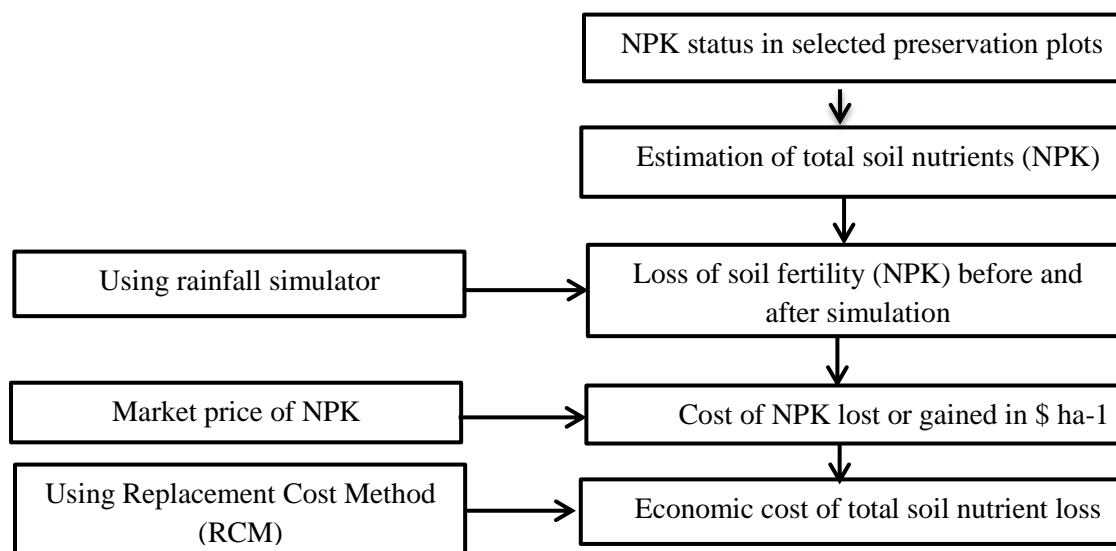 NPK status in selected preservation plots
Estimation of total soil nutrients (NPK)
Using rainfall simulator
Loss of soil fertility (NPK) before and
after simulation
Market price of NPK
Cost of NPK lost or gained in $ ha-1
Using Replacement Cost Method
(RCM)
Economic cost of total soil nutrient loss